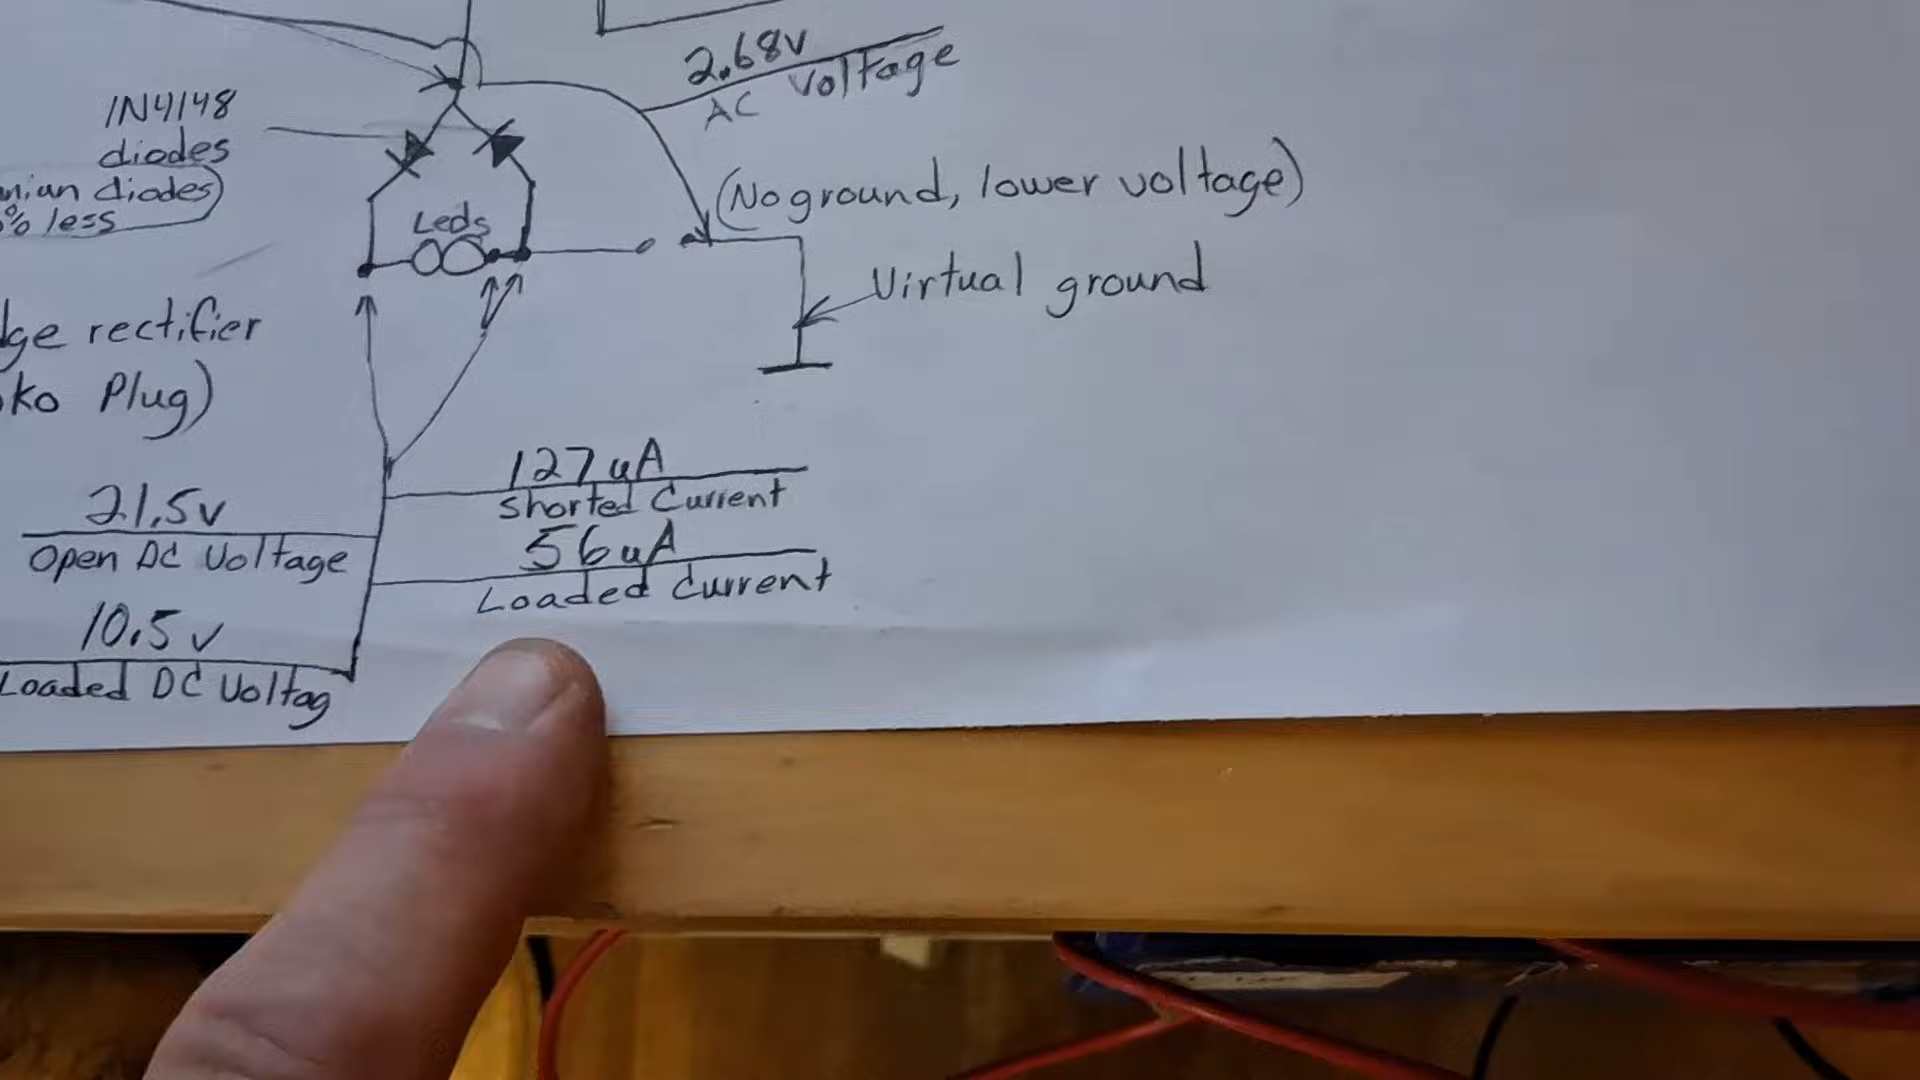 2.68v
AC Voltage
1N4148
diodes
nian diodes)
% less
(No ground, lower voltage)
Leds
Virtual ground
ge rectifier
ko Plug)
127uA
Shorted Current
21.5v
Open DC Voltage
56uA
Loaded Current
10.5v
Loaded DC Voltag